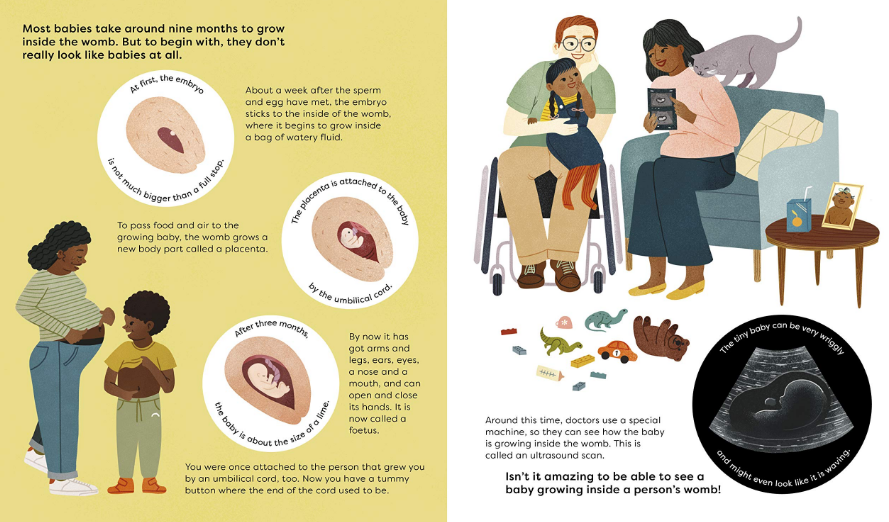 Most babies take around nine months to grow
inside the womb. But to begin with, they don't
really look like babies at all.
At first, the embryo
is not much bigger than a full stop.
About a week after the sperm
and egg have met, the embryo
sticks to the inside of the womb,
where it begins to grow inside
a bag of watery fluid.
The placenta is attached to the baby
by the umbilical cord.
To pass food and air to the
growing baby, the womb grows a
new body part called a placenta.
After three months,
the baby is about the size of a lime.
By now it has
got arms and
legs, ears, eyes,
a nose and a
mouth, and can
open and close
its hands. It is
now called a
foetus.
You were once attached to the person that grew you
by an umbilical cord, too. Now you have a tummy
button where the end of the cord used to be.
The tiny baby can be very wriggly
and might even look like it is waving.
Around this time, doctors use a special
machine, so they can see how the baby
is growing inside the womb. This is
called an ultrasound scan.
Isn't it amazing to be able to see a
baby growing inside a person's womb!